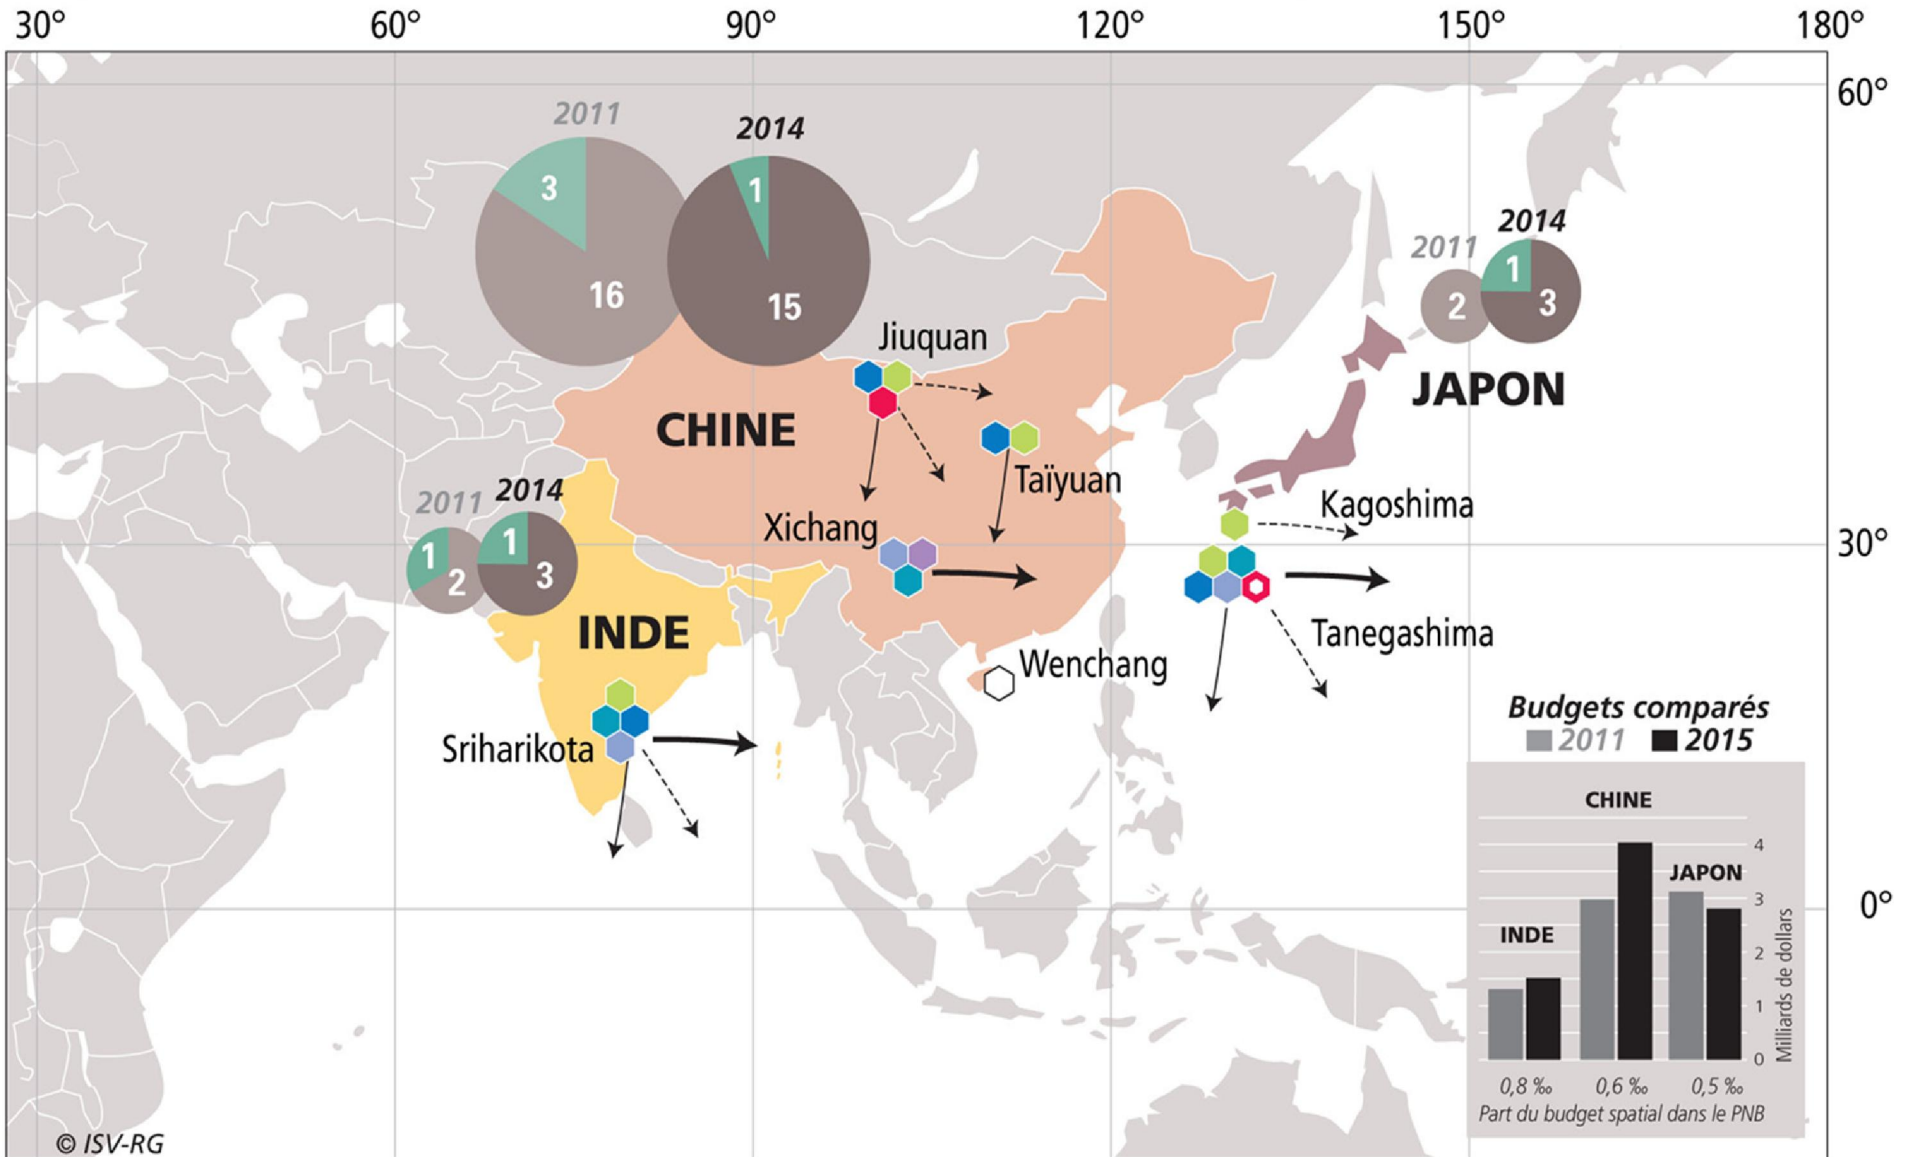 30° 60° 90° 120° 150° 180°
60°
2011
2014
3
1
16
15
2011
2014
1
2
3
JAPON
Jiuquan
CHINE
Taïyuan
Xichang
Kagoshima
30°
2011
2014
1
1
2
3
INDE
Tanegashima
Wenchang
Sriharikota
Budgets comparés
2011 2015
CHINE
4
JAPON
3
0°
INDE
2
1
0
Milliards de dollars
0,8 ‰ 0,6 ‰ 0,5 ‰
Part du budget spatial dans le PNB
© ISV-RG